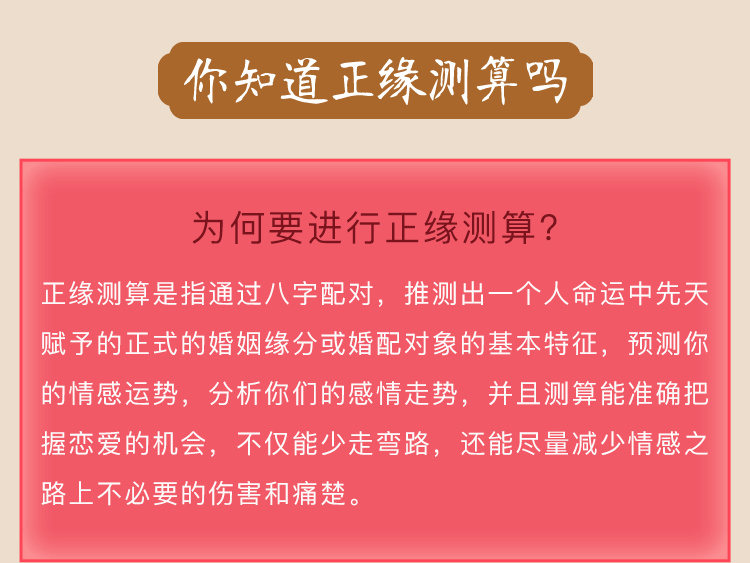 你知道正缘测算吗
为何要进行正缘测算？
正缘测算是指通过八字配对，推测出一个人命运中先天
赋予的正式的婚姻缘分或婚配对象的基本特征，预测你
的情感运势，分析你们的感情走势，并且测算能准确把
握恋爱的机会，不仅能少走弯路，还能尽量减少情感之
路上不必要的伤害和痛楚。